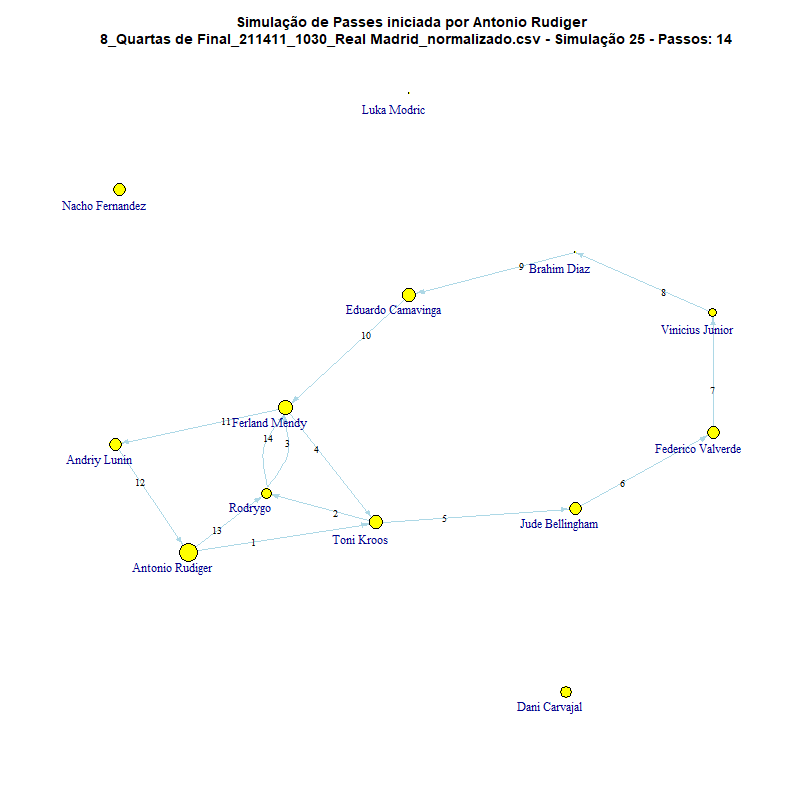 Simulação de Passes iniciada por Antonio Rudiger
8_Quartas de Final_211411_1030_Real Madrid_normalizado.csv - Simulação 25 - Passos: 14
Luka Modric
Nacho Fernandez
9
Brahim Diaz
8
Eduardo Camavinga
Vinicius Junior
10
7
11
Ferland Mendy
14
3
4
Federico Valverde
Andriy Lunin
12
6
Rodrygo
2
5
Jude Bellingham
13
1
Toni Kroos
Antonio Rudiger
Dani Carvajal